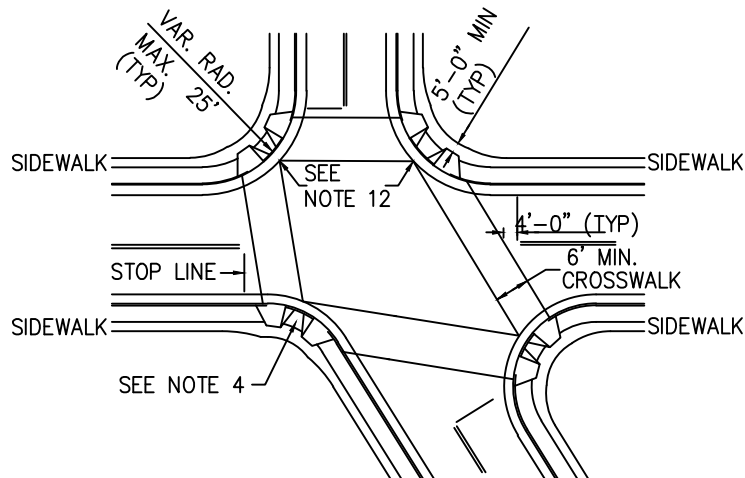 VAR. RAD.
MAX. 25'
(TYP)
5'-0" MIN
(TYP)
SIDEWALK
SIDEWALK
SEE
NOTE 12
4'-0" (TYP)
6' MIN.
CROSSWALK
STOP LINE
SIDEWALK
SIDEWALK
SEE NOTE 4